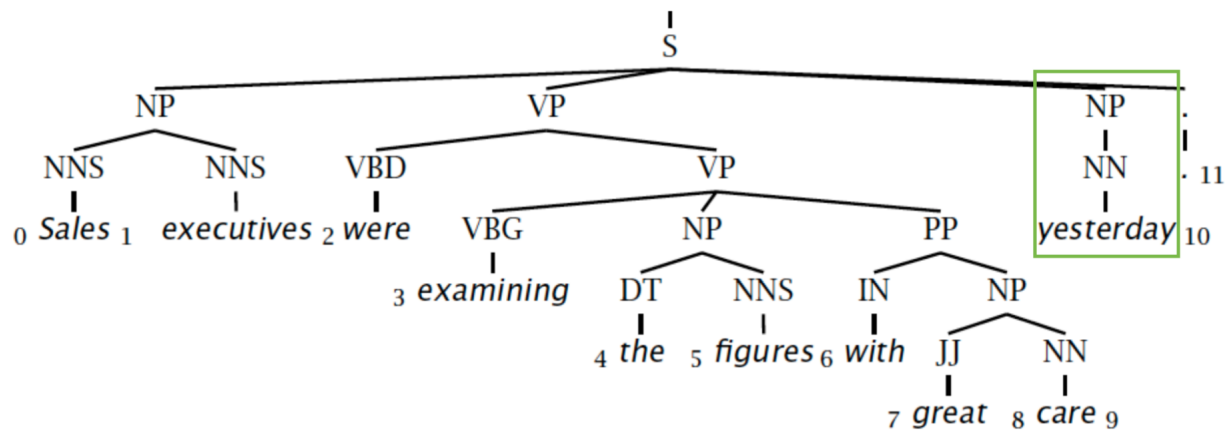 S
NP VP NP .
NNS NNS VBD VP NN . 11
0 Sales 1 executives 2 were VBG NP PP yesterday 10
3 examining DT NNS IN NP
4 the 5 figures 6 with JJ NN
7 great 8 care 9